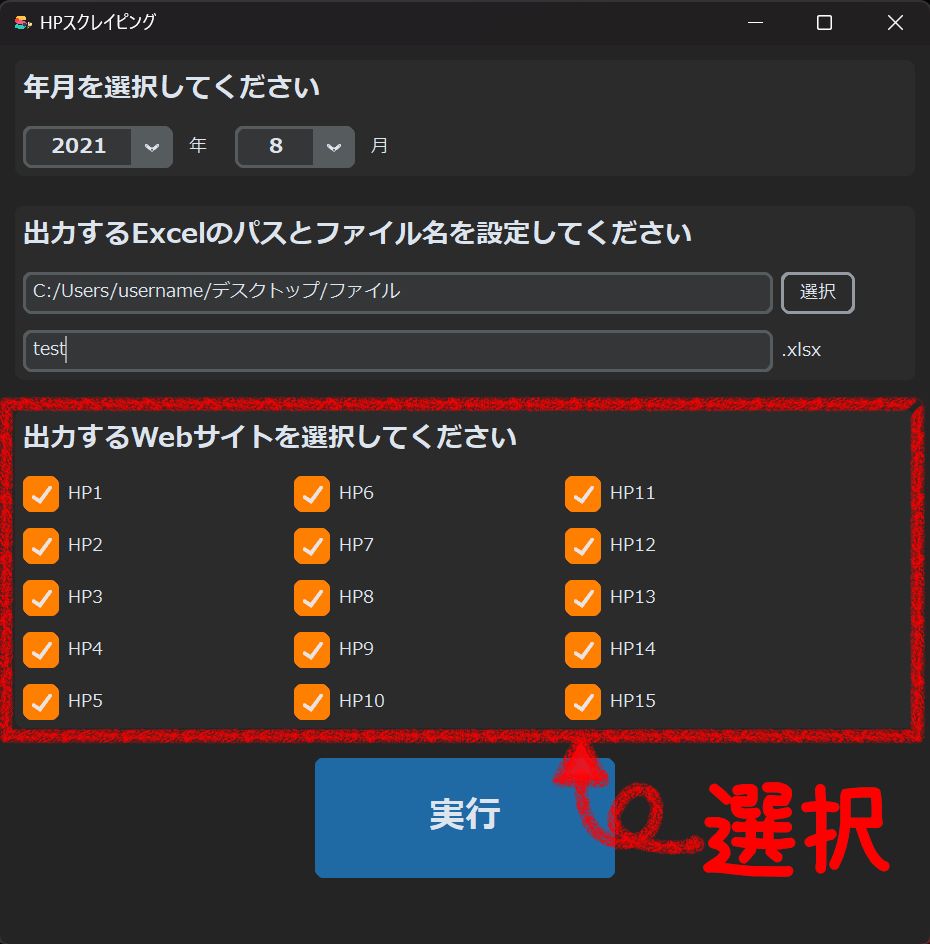 HPスクレイピング
年月を選択してください
2021 年 8 月
出力するExcelのパスとファイル名を設定してください
C:/Users/username/デスクトップ/ファイル 選択
test .xlsx
出力するWebサイトを選択してください
HP1 HP6 HP11
HP2 HP7 HP12
HP3 HP8 HP13
HP4 HP9 HP14
HP5 HP10 HP15
実行
選択